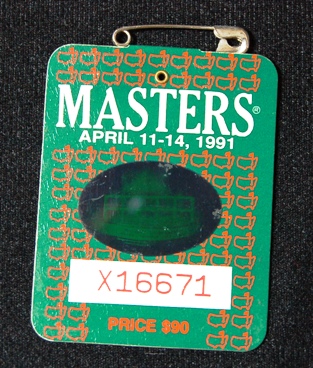 MASTERS®
APRIL 11-14, 1991
X16671
PRICE $90